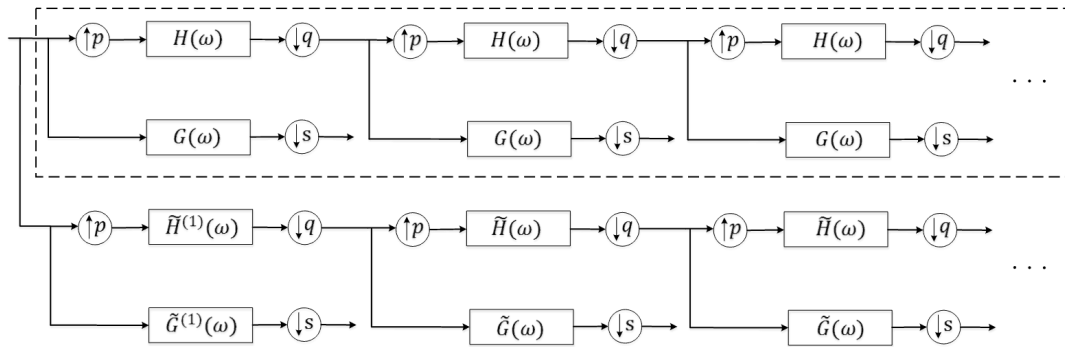 ↑p H(ω) ↓q ↑p H(ω) ↓q ↑p H(ω) ↓q
. . .
G(ω) ↓s G(ω) ↓s G(ω) ↓s
↑p H̃⁽¹⁾(ω) ↓q ↑p H̃(ω) ↓q ↑p H̃(ω) ↓q
. . .
G̃⁽¹⁾(ω) ↓s G̃(ω) ↓s G̃(ω) ↓s